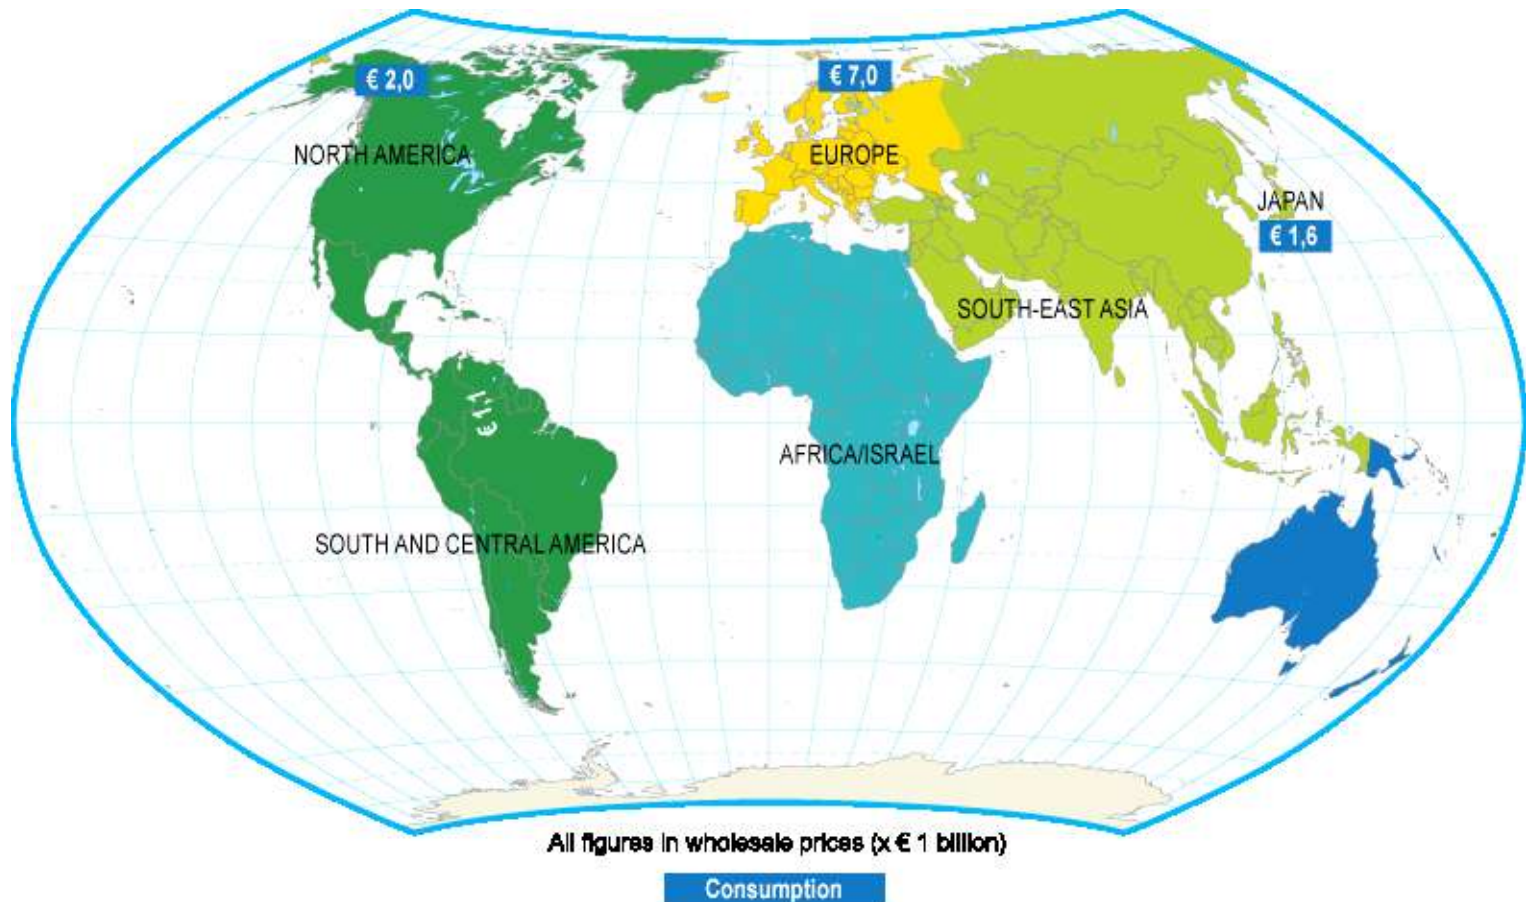 € 2,0
€ 7,0
NORTH AMERICA
EUROPE
JAPAN
€ 1,6
SOUTH-EAST ASIA
€ 1,1
AFRICA/ISRAEL
SOUTH AND CENTRAL AMERICA
All figures in wholesale prices (x € 1 billion)
Consumption